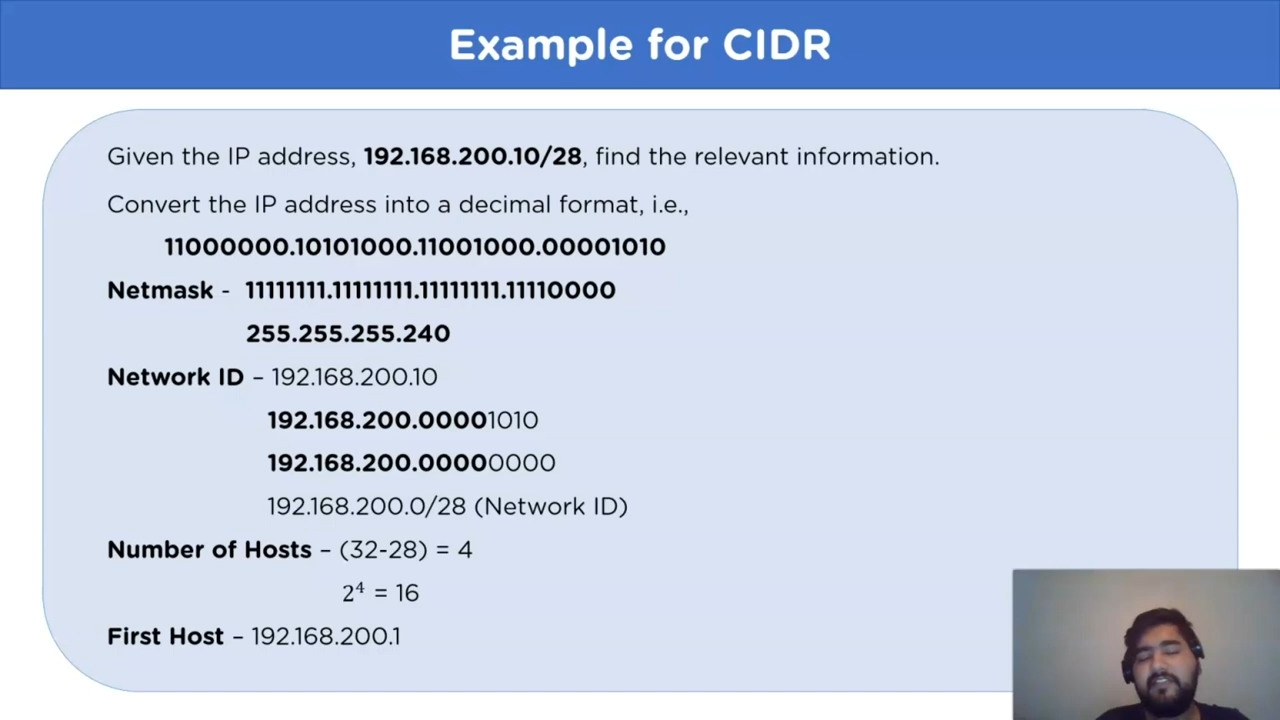 Example for CIDR
Given the IP address, 192.168.200.10/28, find the relevant information.
Convert the IP address into a decimal format, i.e.,
11000000.10101000.11001000.00001010
Netmask - 11111111.11111111.11111111.11110000
255.255.255.240
Network ID – 192.168.200.10
192.168.200.00001010
192.168.200.00000000
192.168.200.0/28 (Network ID)
Number of Hosts – (32-28) = 4
2⁴ = 16
First Host – 192.168.200.1